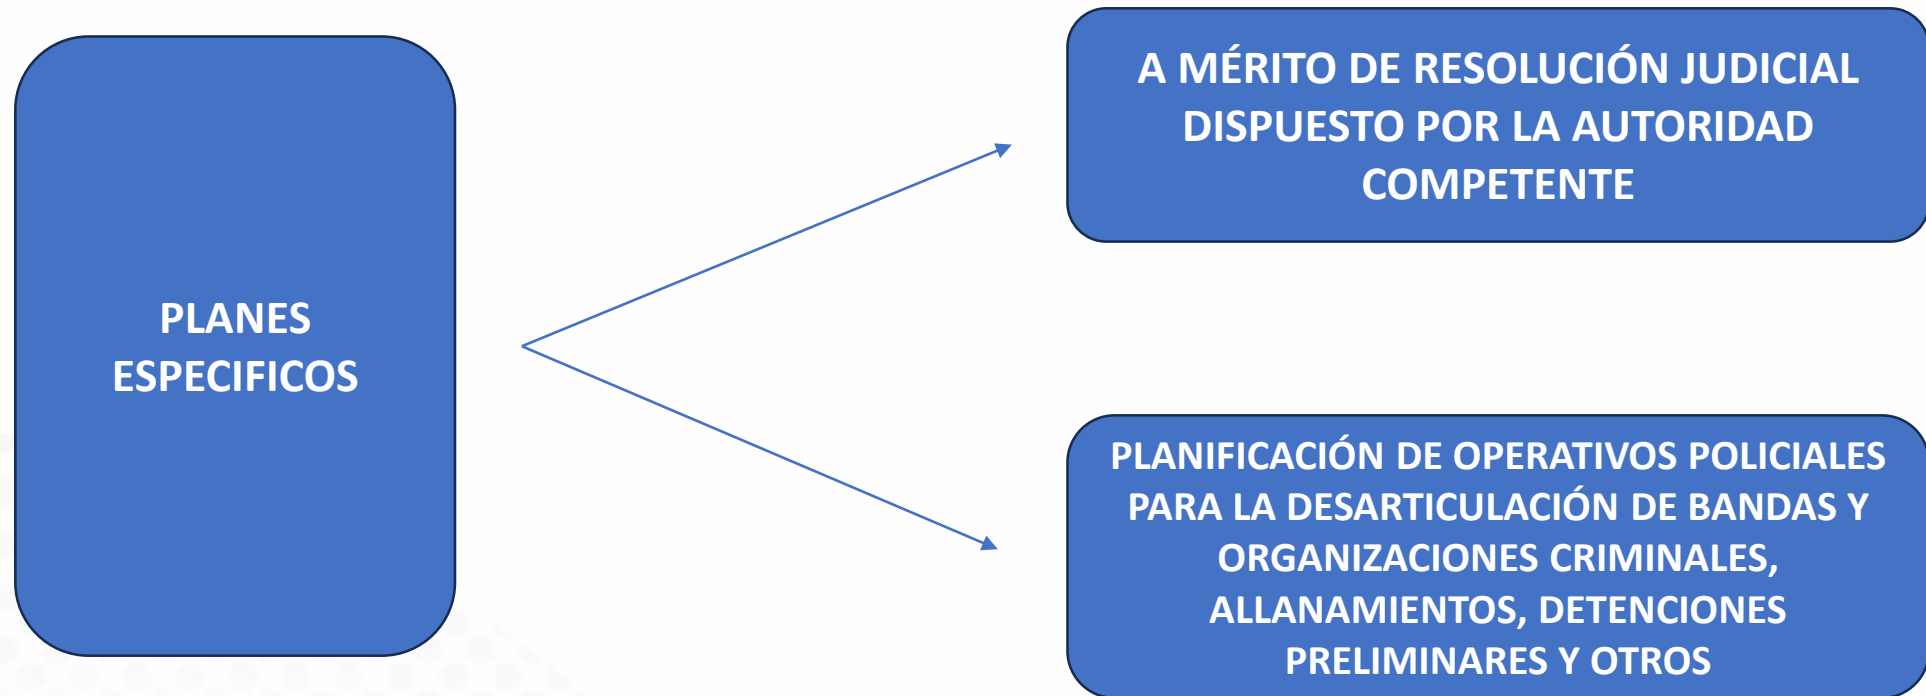 PLANES
ESPECIFICOS
A MÉRITO DE RESOLUCIÓN JUDICIAL
DISPUESTO POR LA AUTORIDAD
COMPETENTE
PLANIFICACIÓN DE OPERATIVOS POLICIALES
PARA LA DESARTICULACIÓN DE BANDAS Y
ORGANIZACIONES CRIMINALES,
ALLANAMIENTOS, DETENCIONES
PRELIMINARES Y OTROS